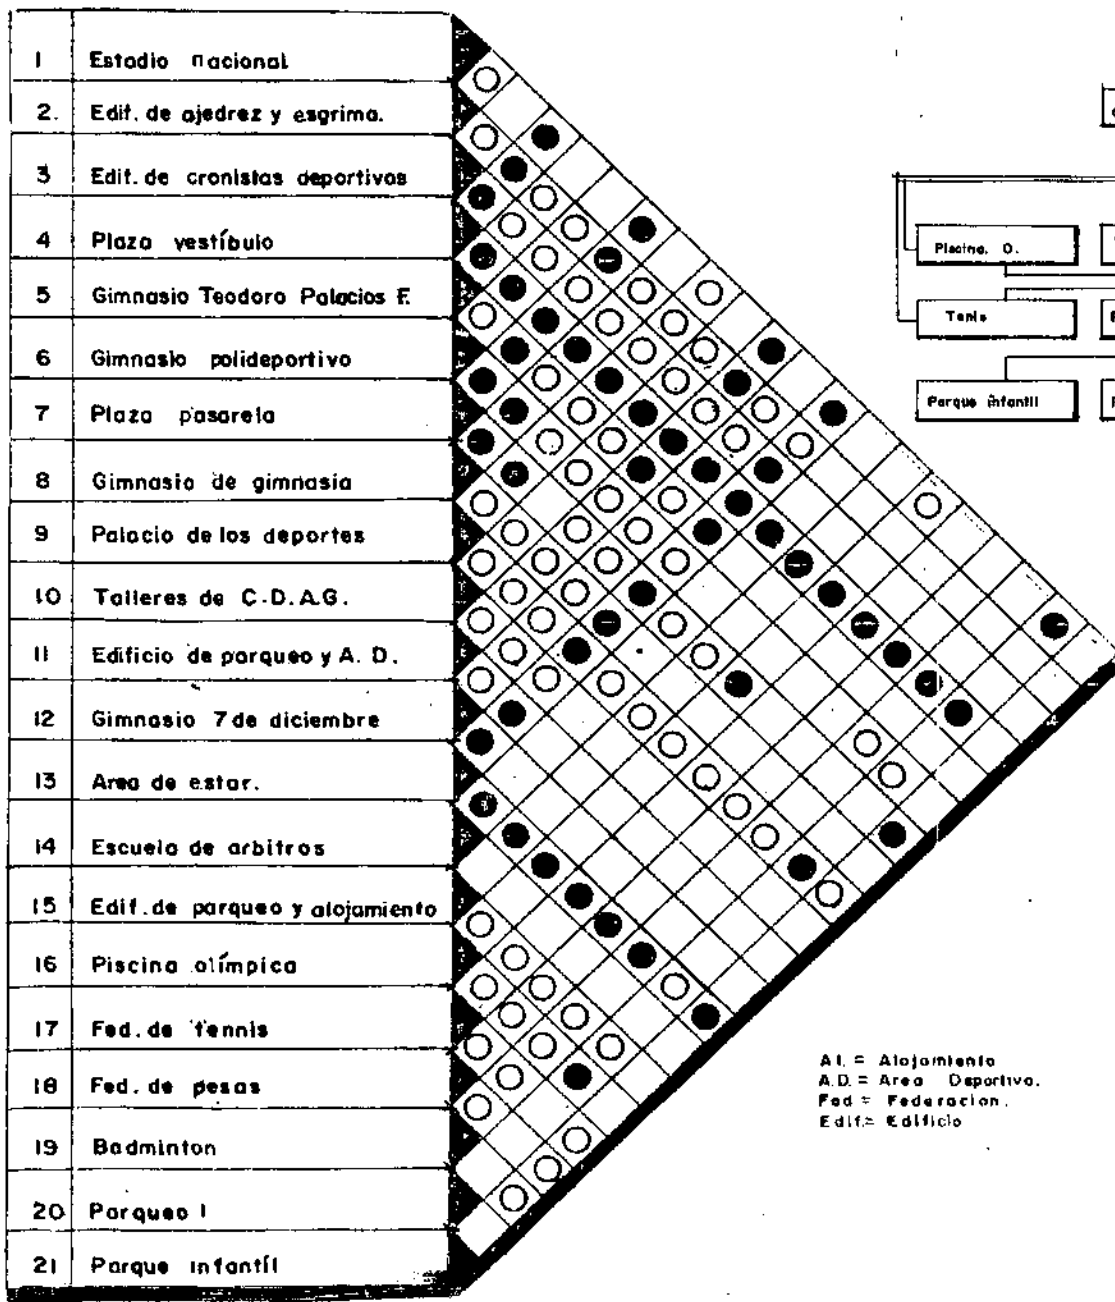 1 Estadio nacional
2. Edif. de ajedrez y esgrima.
3 Edif. de cronistas deportivos
4 Plaza vestíbulo
5 Gimnasio Teodoro Palacios F.
6 Gimnasio polideportivo
7 Plaza pasarela
8 Gimnasio de gimnasia
9 Palacio de los deportes
10 Talleres de C.D.A.G.
11 Edificio de parqueo y A. D.
12 Gimnasio 7 de diciembre
13 Area de estar.
14 Escuela de arbitros
15 Edif. de parqueo y alojamiento
16 Piscina olímpica
17 Fed. de tennis
18 Fed. de pesas
19 Badminton
20 Parqueo 1
21 Parque infantíl
Piscina. O.
Tenis
Parque infantil
Al. = Alojamiento
A.D. = Area Deportiva.
Fed = Federacion.
Edif.= Edificio